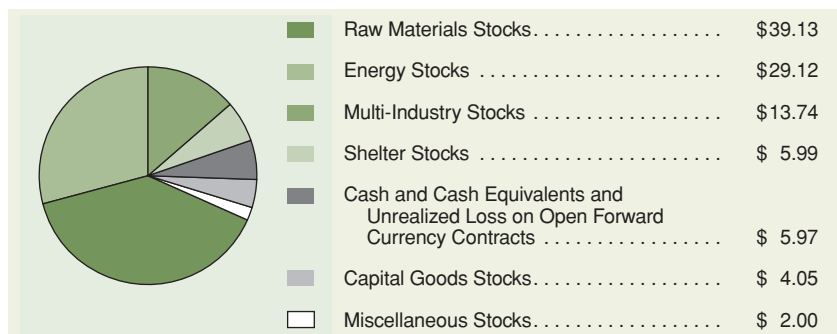 Raw Materials Stocks. . . . . . . . . . . . . . . . . . $39.13
Energy Stocks . . . . . . . . . . . . . . . . . . . . . . . $29.12
Multi-Industry Stocks . . . . . . . . . . . . . . . . . . $13.74
Shelter Stocks . . . . . . . . . . . . . . . . . . . . . . . $ 5.99
Cash and Cash Equivalents and
Unrealized Loss on Open Forward
Currency Contracts . . . . . . . . . . . . . . . . . $ 5.97
Capital Goods Stocks. . . . . . . . . . . . . . . . . . $ 4.05
Miscellaneous Stocks. . . . . . . . . . . . . . . . . . $ 2.00